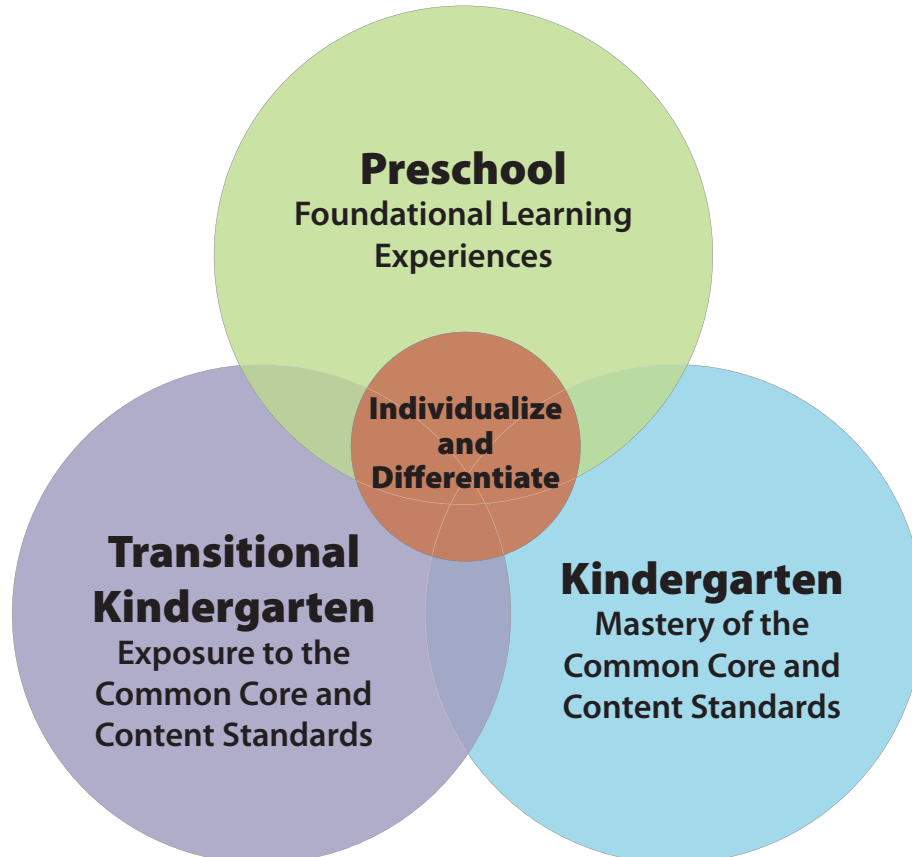 Preschool
Foundational Learning
Experiences
Individualize
and
Differentiate
Transitional
Kindergarten
Exposure to the
Common Core and
Content Standards
Kindergarten
Mastery of the
Common Core and
Content Standards